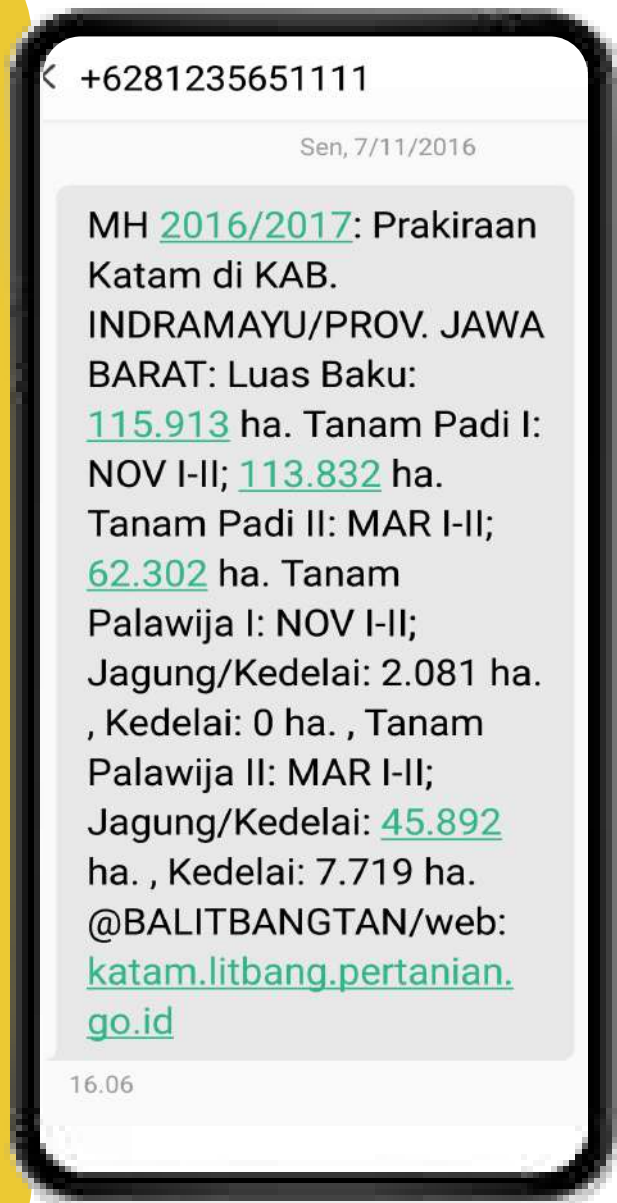 +6281235651111
Sen, 7/11/2016
MH 2016/2017: Prakiraan
Katam di KAB.
INDRAMAYU/PROV. JAWA
BARAT: Luas Baku:
115.913 ha. Tanam Padi I:
NOV I-II; 113.832 ha.
Tanam Padi II: MAR I-II;
62.302 ha. Tanam
Palawija I: NOV I-II;
Jagung/Kedelai: 2.081 ha.
, Kedelai: 0 ha. , Tanam
Palawija II: MAR I-II;
Jagung/Kedelai: 45.892
ha. , Kedelai: 7.719 ha.
@BALITBANGTAN/web:
katam.litbang.pertanian.
go.id
16.06